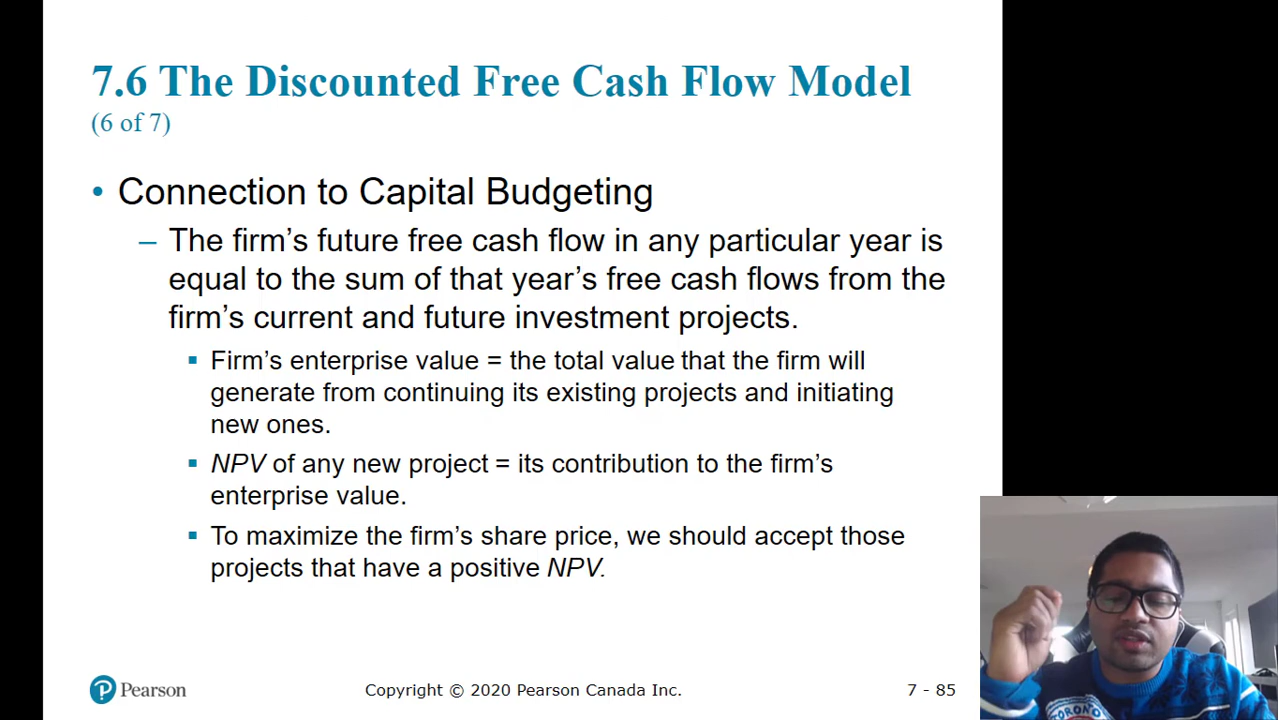 7.6 The Discounted Free Cash Flow Model
(6 of 7)
• Connection to Capital Budgeting
– The firm’s future free cash flow in any particular year is
equal to the sum of that year’s free cash flows from the
firm’s current and future investment projects.
▪ Firm’s enterprise value = the total value that the firm will
generate from continuing its existing projects and initiating
new ones.
▪ NPV of any new project = its contribution to the firm’s
enterprise value.
▪ To maximize the firm’s share price, we should accept those
projects that have a positive NPV.
P Pearson
Copyright © 2020 Pearson Canada Inc.
7 - 85
TORONTO